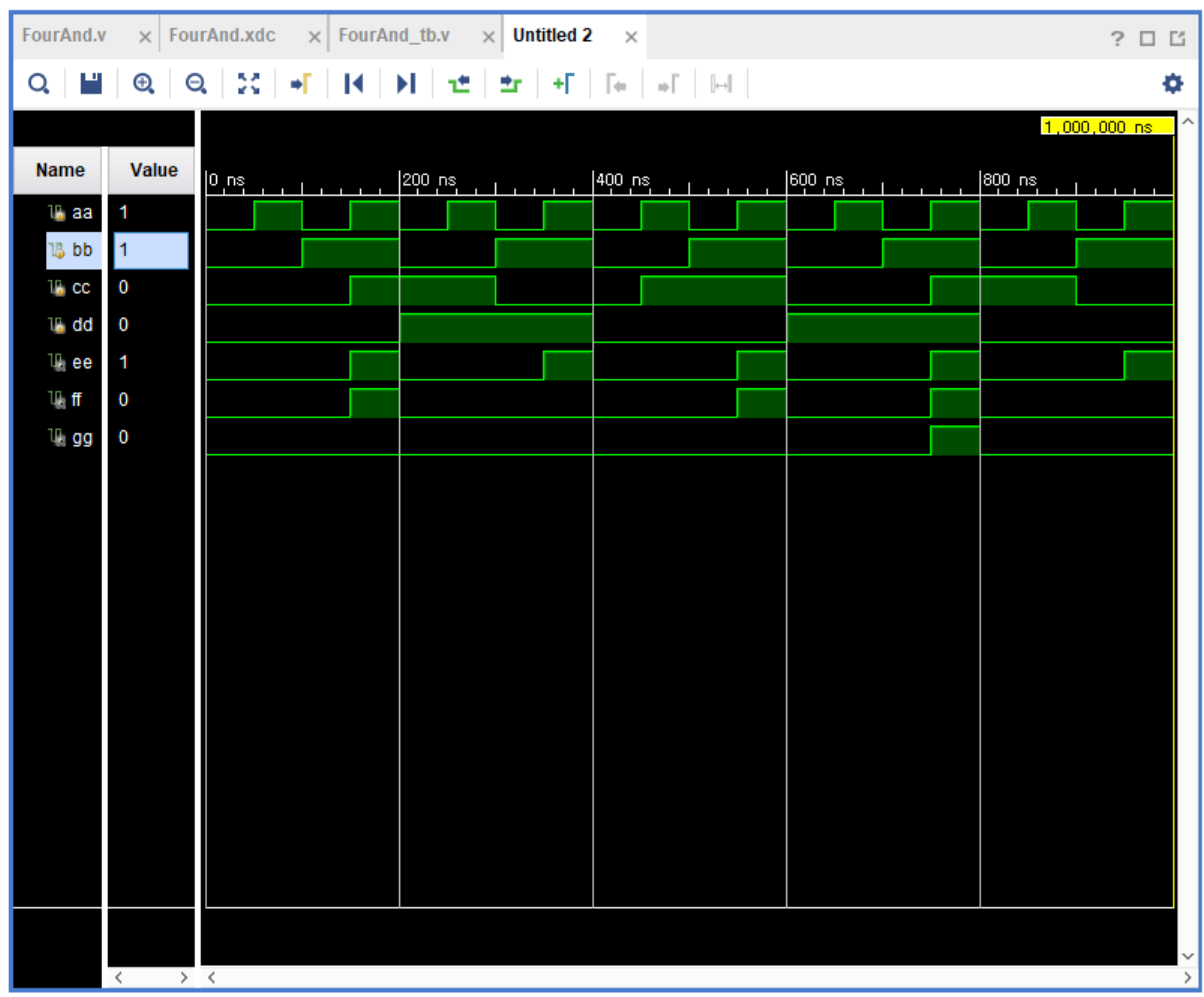 FourAnd.v × FourAnd.xdc × FourAnd_tb.v × Untitled 2 × ?
1,000,000 ns
Name Value
0 ns 200 ns 400 ns 600 ns 800 ns
aa 1
bb 1
cc 0
dd 0
ee 1
ff 0
gg 0